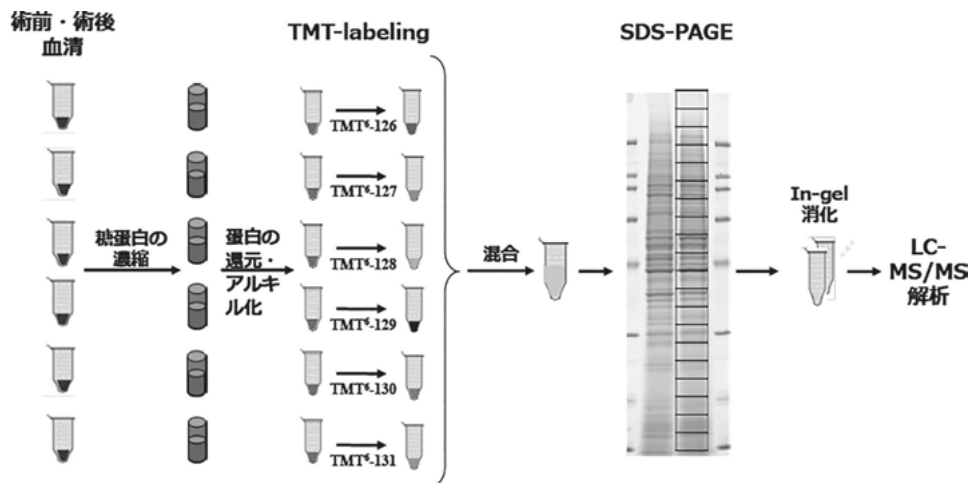 術前・術後
血清
TMT-labeling
SDS-PAGE
糖蛋白の
濃縮
蛋白の
還元・
アルキ
ル化
TMT⁶-126
TMT⁶-127
TMT⁶-128
TMT⁶-129
TMT⁶-130
TMT⁶-131
混合
In-gel
消化
LC-
MS/MS
解析